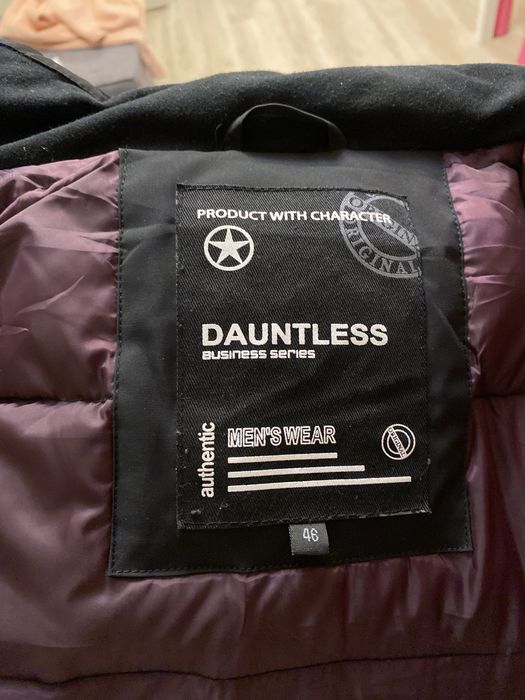 PRODUCT WITH CHARACTER
ORIGINAL
DAUNTLESS
BUSINESS SERIES
authentic
MEN'S WEAR
46